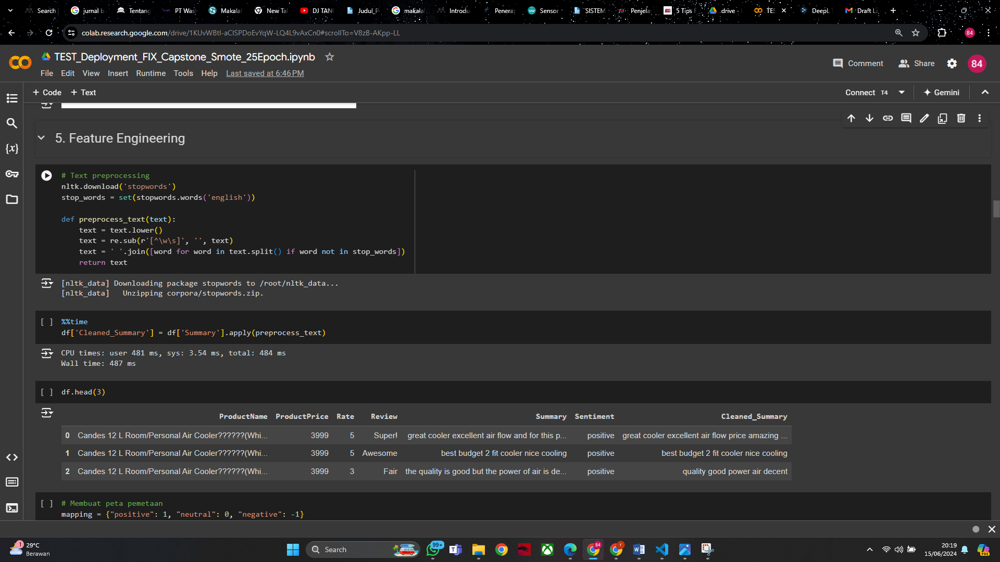 Search
jurnal b
Tentang
PT Was
Makala
New Ta
DJ TAN
Judul_P
makala
Introdu
Penerap
Sensor
SISTEM
Penjela
5 Tips
drive -
TES
DeepL T
Draft La
colab.research.google.com/drive/1KUvWBtI-aClSPDoEvYqW-LQ4L9vAxCn0#scrollTo=V8zB-AKpp-LL
84
TEST_Deployment_FIX_Capstone_Smote_25Epoch.ipynb
File Edit View Insert Runtime Tools Help Last saved at 6:46 PM
Comment Share 84
+ Code + Text
Connect T4 Gemini
5. Feature Engineering
# Text preprocessing
nltk.download('stopwords')
stop_words = set(stopwords.words('english'))
def preprocess_text(text):
text = text.lower()
text = re.sub(r'[^\w\s]', '', text)
text = ' '.join([word for word in text.split() if word not in stop_words])
return text
[nltk_data] Downloading package stopwords to /root/nltk_data...
[nltk_data] Unzipping corpora/stopwords.zip.
[ ] %%time
df['Cleaned_Summary'] = df['Summary'].apply(preprocess_text)
CPU times: user 481 ms, sys: 3.54 ms, total: 484 ms
Wall time: 487 ms
[ ] df.head(3)
ProductName ProductPrice Rate Review Summary Sentiment Cleaned_Summary
0 Candes 12 L Room/Personal Air Cooler??????(Whi... 3999 5 Super! great cooler excellent air flow and for this p... positive great cooler excellent air flow price amazing ...
1 Candes 12 L Room/Personal Air Cooler??????(Whi... 3999 5 Awesome best budget 2 fit cooler nice cooling positive best budget 2 fit cooler nice cooling
2 Candes 12 L Room/Personal Air Cooler??????(Whi... 3999 3 Fair the quality is good but the power of air is de... positive quality good power air decent
[ ] # Membuat peta pemetaan
mapping = {"positive": 1, "neutral": 0, "negative": -1}
1
29°C
Berawan
Search
99+
84
r
20:19
15/06/2024
PRE